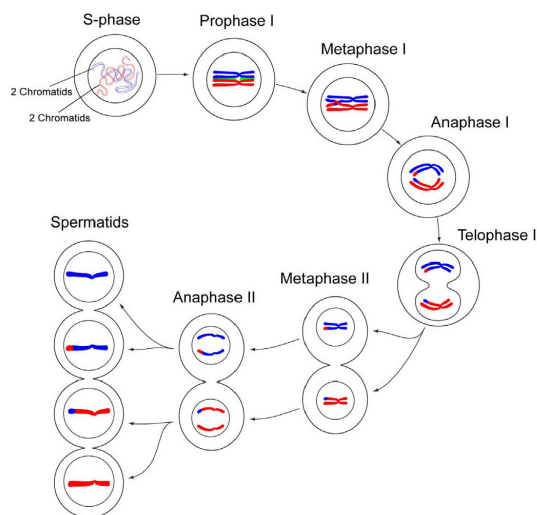 S-phase
Prophase I
Metaphase I
2 Chromatids
2 Chromatids
Anaphase I
Telophase I
Spermatids
Metaphase II
Anaphase II